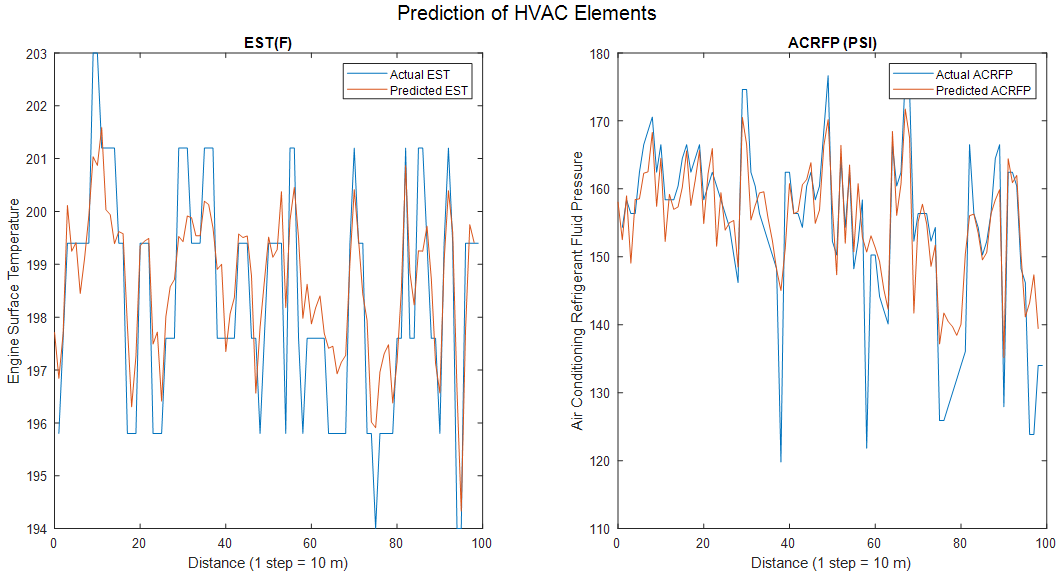 Prediction of HVAC Elements
EST(F)
203
202
201
200
199
198
197
196
195
194
0
20
40
60
80
100
Engine Surface Temperature
Distance (1 step = 10 m)
Actual EST
Predicted EST
ACRFP (PSI)
180
170
160
150
140
130
120
110
0
20
40
60
80
100
Air Conditioning Refrigerant Fluid Pressure
Distance (1 step = 10 m)
Actual ACRFP
Predicted ACRFP